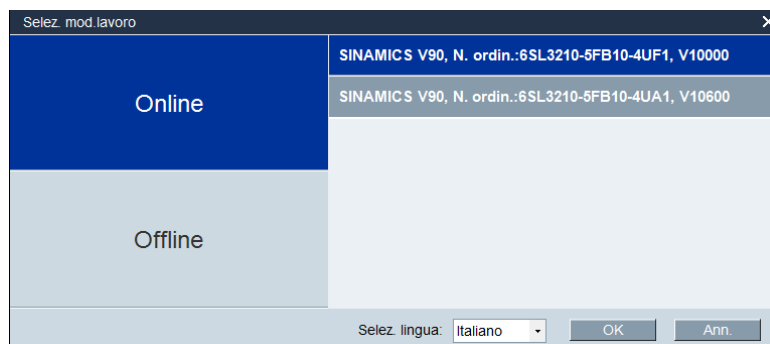 Selez. mod.lavoro
Online
SINAMICS V90, N. ordin.:6SL3210-5FB10-4UF1, V10000
SINAMICS V90, N. ordin.:6SL3210-5FB10-4UA1, V10600
Offline
Selez. lingua: Italiano OK Ann.